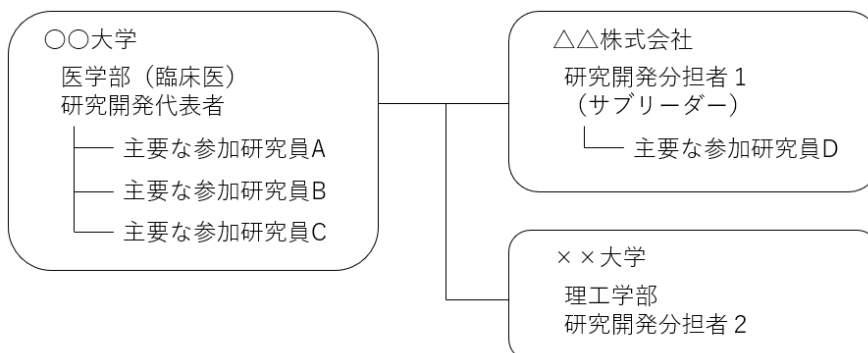 ○○大学
医学部（臨床医）
研究開発代表者
主要な参加研究員A
主要な参加研究員B
主要な参加研究員C
△△株式会社
研究開発分担者１
（サブリーダー）
主要な参加研究員D
××大学
理工学部
研究開発分担者２